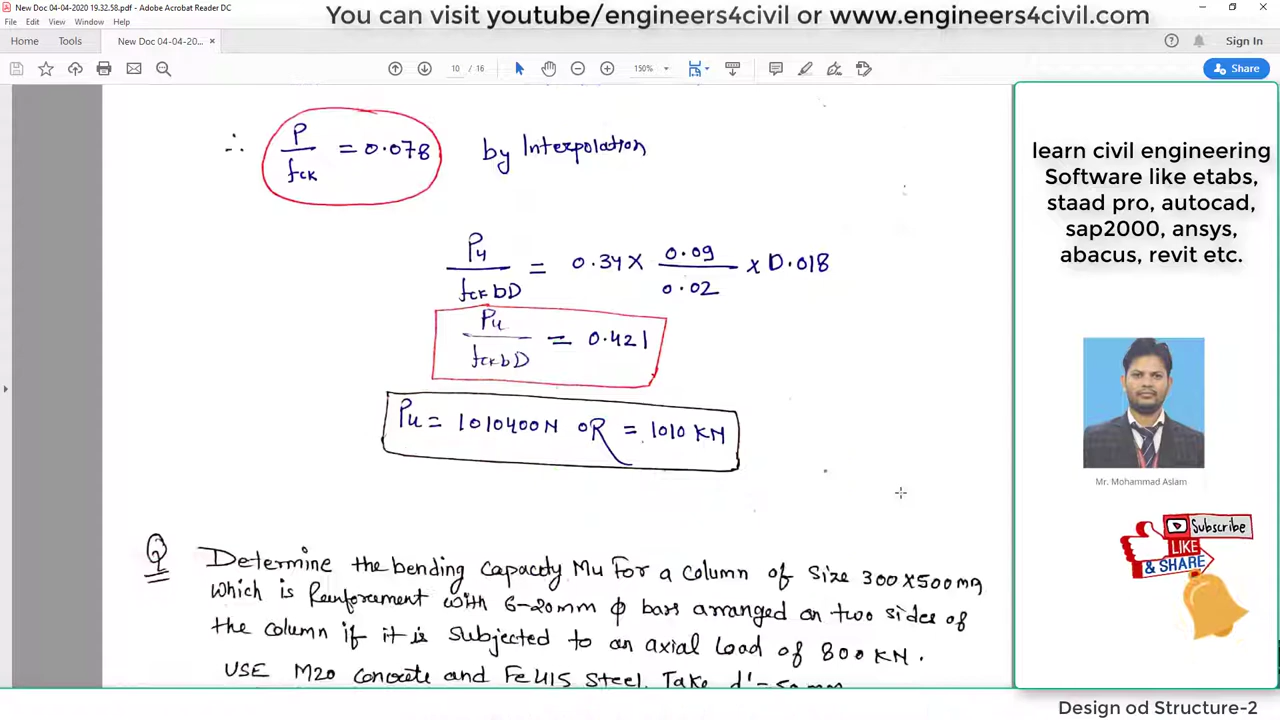 New Doc 04-04-2020 19.32.58.pdf - Adobe Acrobat Reader DC
You can visit youtube/engineers4civil or www.engineers4civil.com
File Edit View Window Help
Home Tools New Doc 04-04-20... × Sign In
10 / 16 150% Share
∴ P/fck = 0.078 by Interpolation
Pu/fckbD = 0.34 × 0.09/0.02 × 0.018
Pu/fckbD = 0.421
Pu = 1010400N OR = 1010 KN
Q Determine the bending capacity Mu For a column of size 300×500mm
which is Reinforcement with 6-20mm ϕ bars arranged on two sides of
the column if it is subjected to an axial load of 800 KN.
USE M20 concrete and Fe415 Steel. Take d'=50mm
learn civil engineering
Software like etabs,
staad pro, autocad,
sap2000, ansys,
abacus, revit etc.
Mr. Mohammad Aslam
Subscribe
LIKE
& SHARE
Design od Structure-2